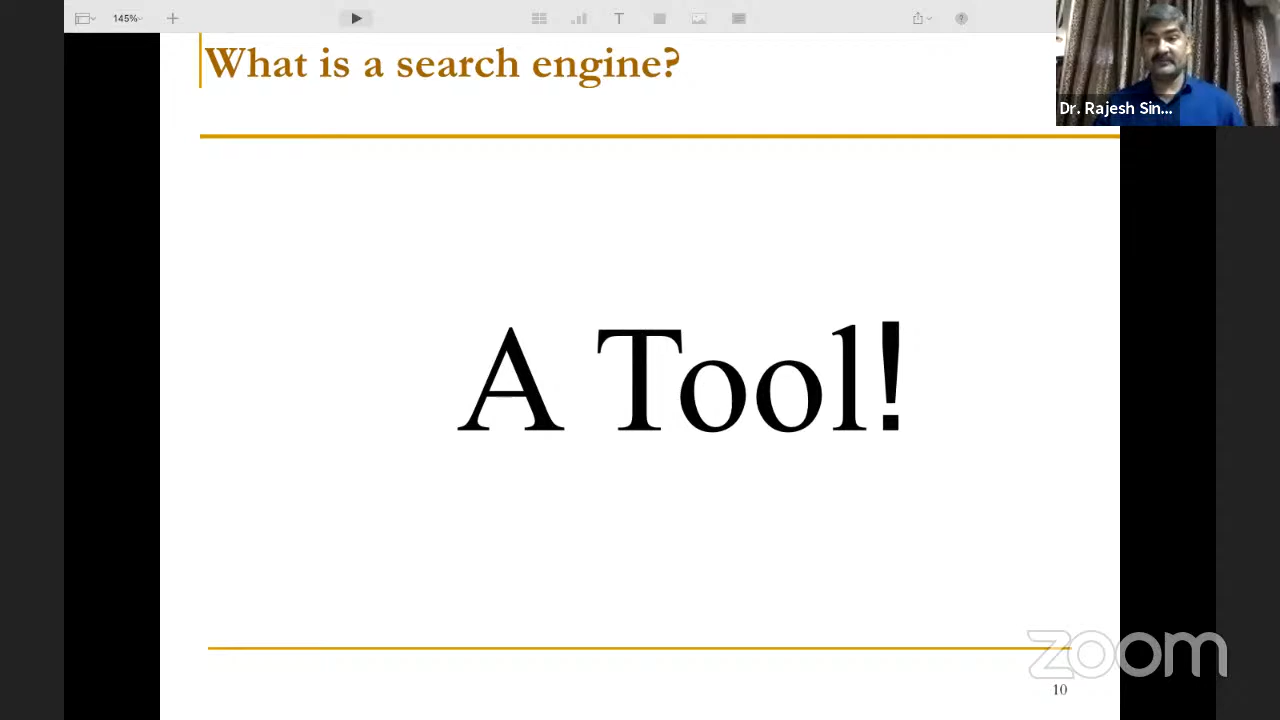 145%
What is a search engine?
Dr. Rajesh Sin...
A Tool!
zoom
10